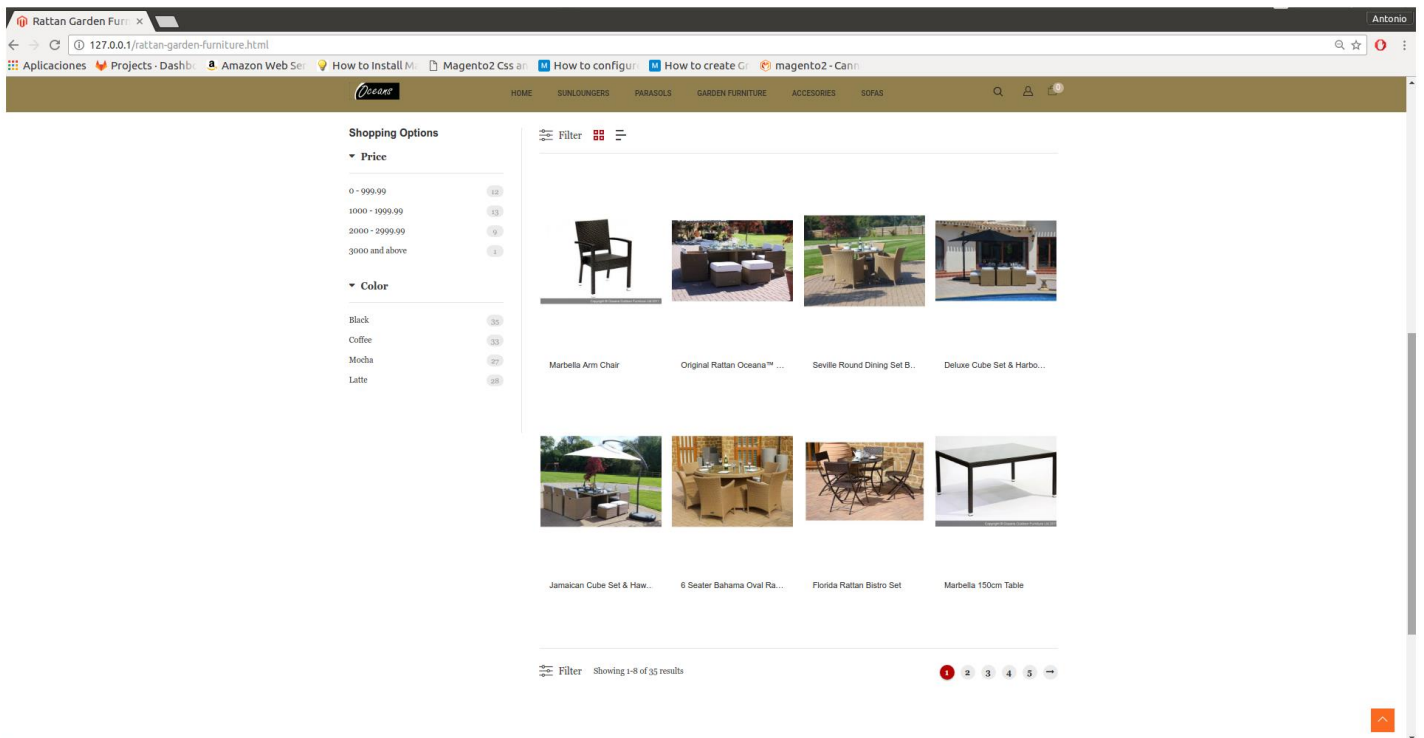 Rattan Garden Furn
Antonio
127.0.0.1/rattan-garden-furniture.html
Aplicaciones Projects - Dashbo Amazon Web Ser How to Install Ma Magento2 Css an How to configure How to create Gr magento2 - Cann
Oceans HOME SUNLOUNGERS PARASOLS GARDEN FURNITURE ACCESORIES SOFAS 0
Shopping Options
Price
0 - 999.99 12
1000 - 1999.99 13
2000 - 2999.99 9
3000 and above 1
Color
Black 35
Coffee 33
Mocha 27
Latte 28
Filter
Marbella Arm Chair
Original Rattan Oceana™ ...
Seville Round Dining Set B..
Deluxe Cube Set & Harbo...
Jamaican Cube Set & Haw..
6 Seater Bahama Oval Ra...
Florida Rattan Bistro Set
Marbella 150cm Table
Filter Showing 1-8 of 35 results
1 2 3 4 5